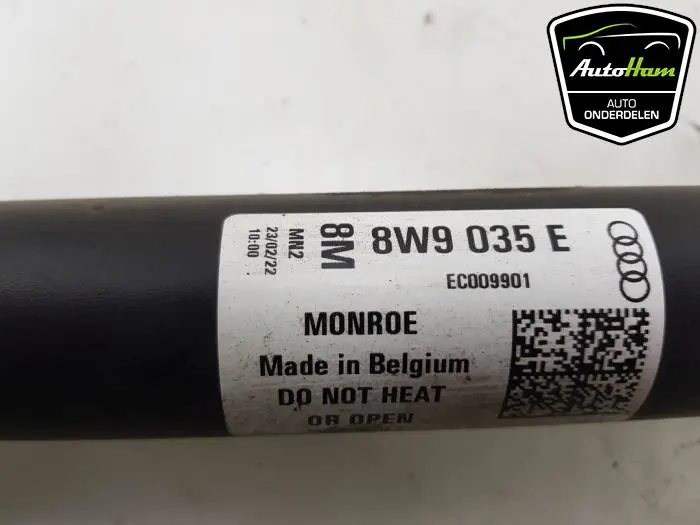 AutoHam
AUTO
ONDERDELEN
MN2
23/02/22
10:00
8M
8W9 035 E
EC009901
MONROE
Made in Belgium
DO NOT HEAT
OR OPEN